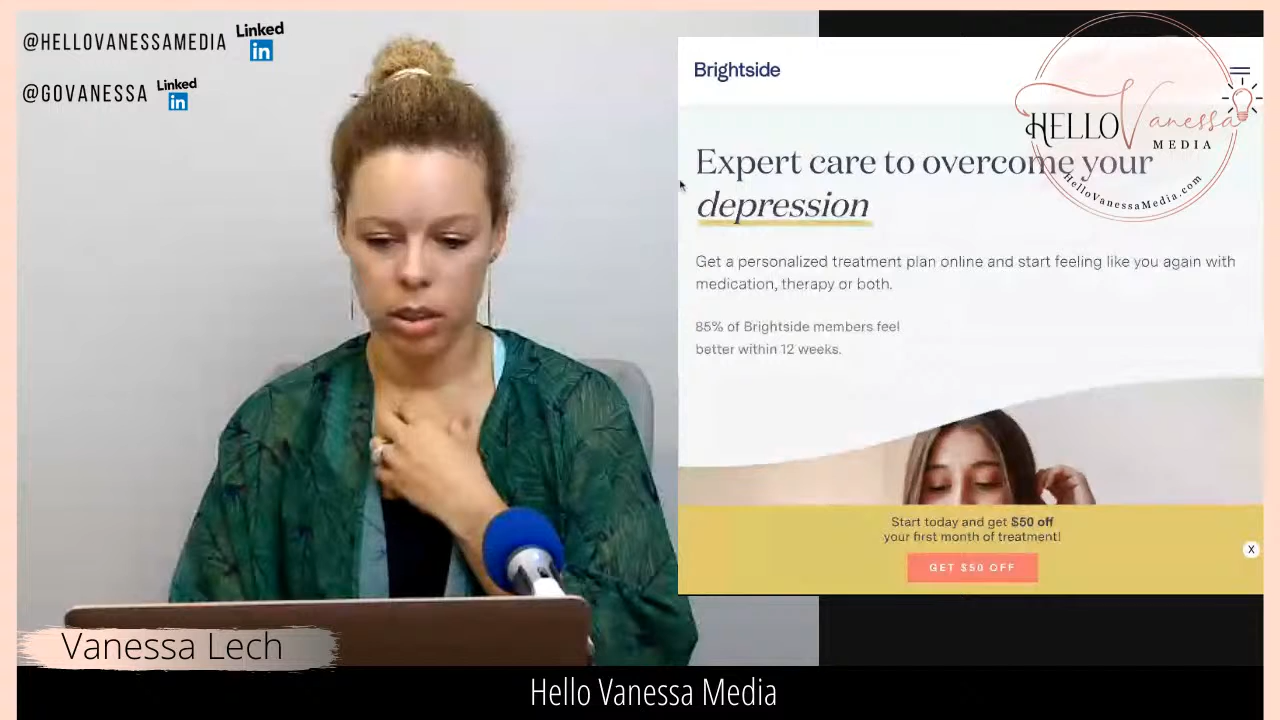 @HELLOVANESSAMEDIA Linked in
@GOVANESSA Linked in
Brightside
HELLO Vanessa
MEDIA
HelloVanessaMedia.com
Expert care to overcome your
depression
Get a personalized treatment plan online and start feeling like you again with
medication, therapy or both.
85% of Brightside members feel
better within 12 weeks.
Start today and get $50 off
your first month of treatment!
X
GET $50 OFF
Vanessa Lech
Hello Vanessa Media